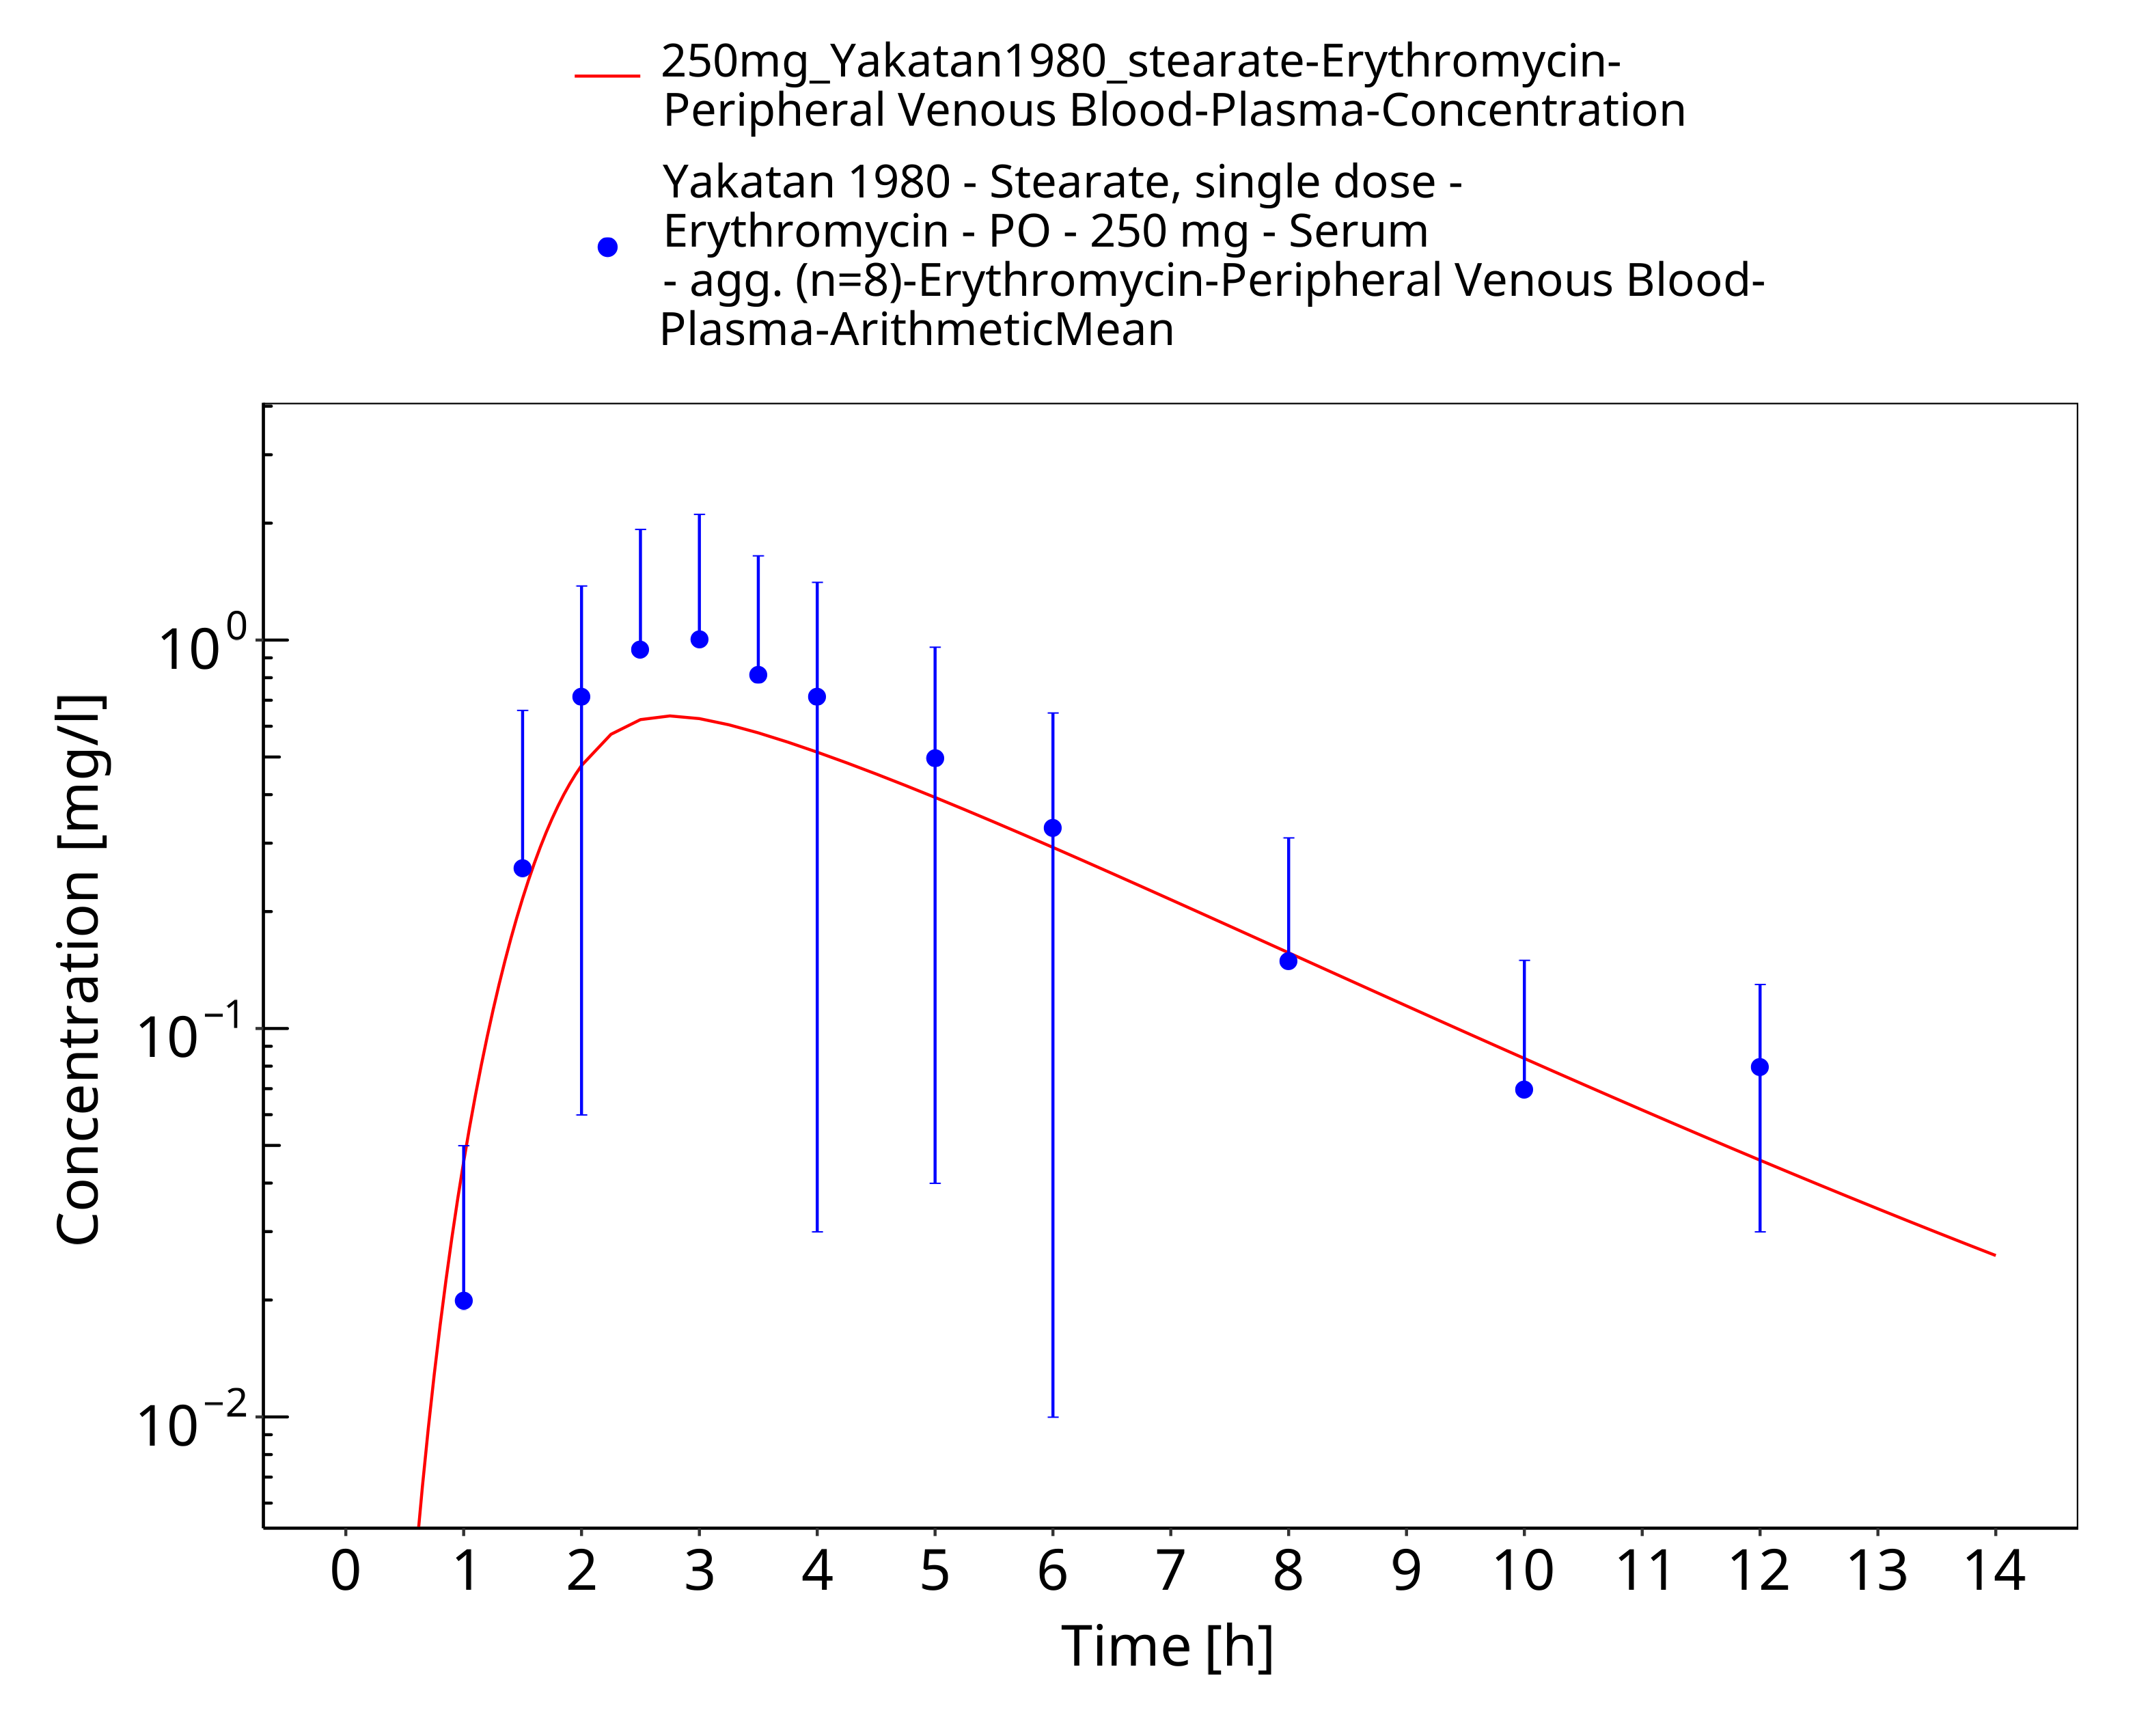 250mg_Yakatan1980_stearate-Erythromycin-
Peripheral Venous Blood-Plasma-Concentration
Yakatan 1980 - Stearate, single dose -
Erythromycin - PO - 250 mg - Serum
- agg. (n=8)-Erythromycin-Peripheral Venous Blood-
Plasma-ArithmeticMean
Concentration [mg/l]
10⁰
10⁻¹
10⁻²
0 1 2 3 4 5 6 7 8 9 10 11 12 13 14
Time [h]